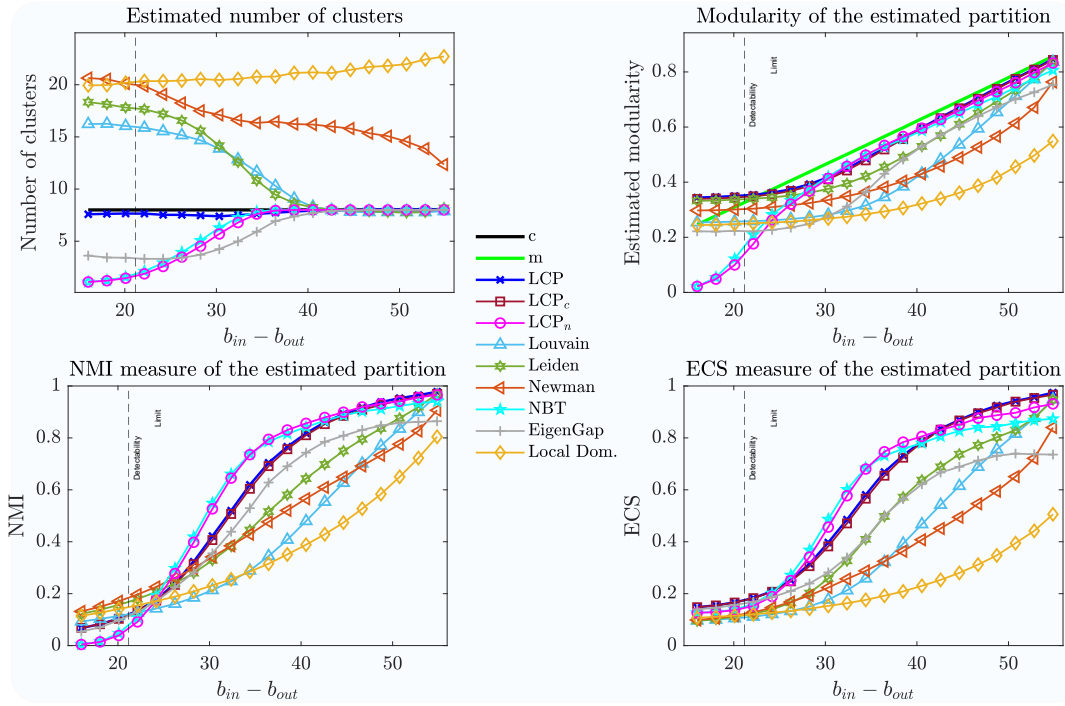 Estimated number of clusters
Number of clusters
20
15
10
5
20
30
40
50
b_in − b_out
Modularity of the estimated partition
Estimated modularity
0.8
0.6
0.4
0.2
0
Detectability
Limit
20
30
40
50
b_in − b_out
c
m
LCP
LCP_c
LCP_n
Louvain
Leiden
Newman
NBT
EigenGap
Local Dom.
NMI measure of the estimated partition
NMI
1
0.8
0.6
0.4
0.2
0
Detectability
Limit
20
30
40
50
b_in − b_out
ECS measure of the estimated partition
ECS
1
0.8
0.6
0.4
0.2
0
Detectability
Limit
20
30
40
50
b_in − b_out